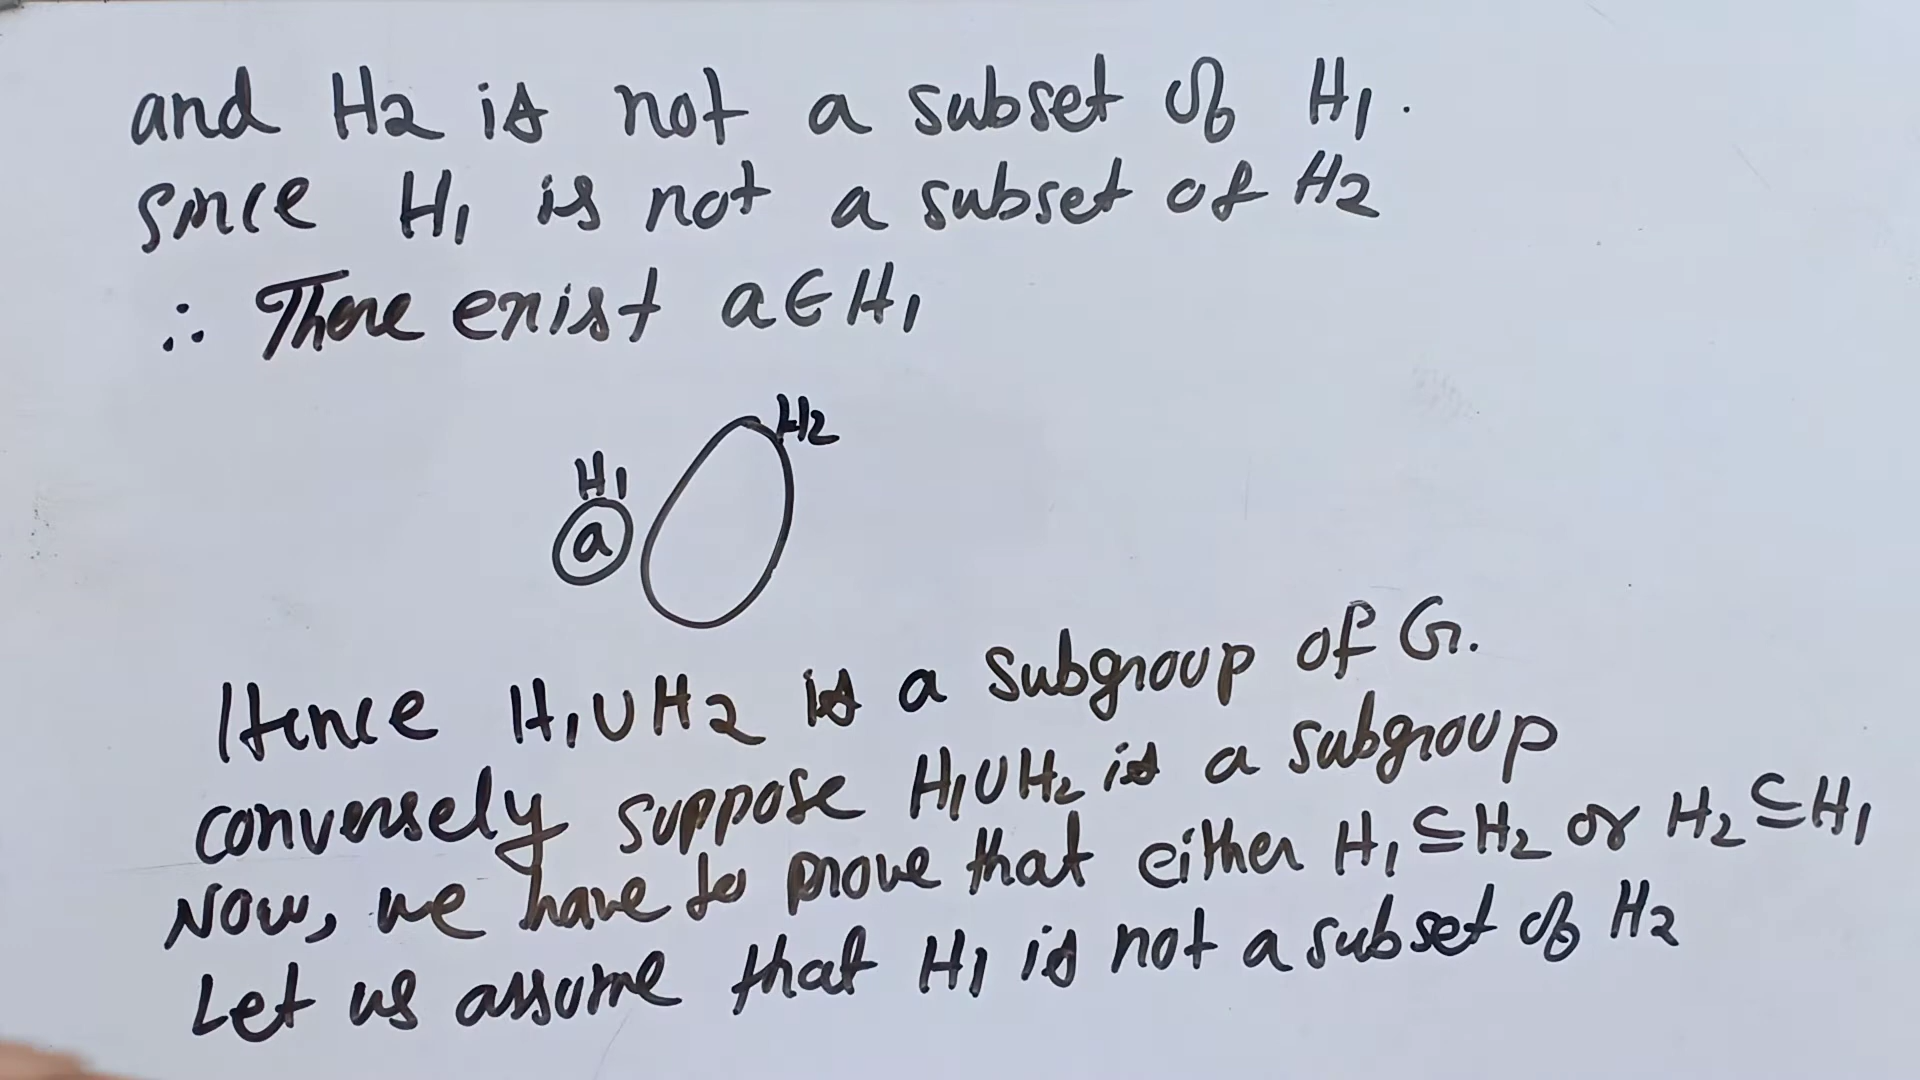 and H2 is not a subset of H1.
since H1 is not a subset of H2
∴ There exist a∈H1
H2
H1
a
Hence H1∪H2 is a subgroup of G.
conversely suppose H1∪H2 is a subgroup
Now, we have to prove that either H1⊆H2 or H2⊆H1
Let us assume that H1 is not a subset of H2